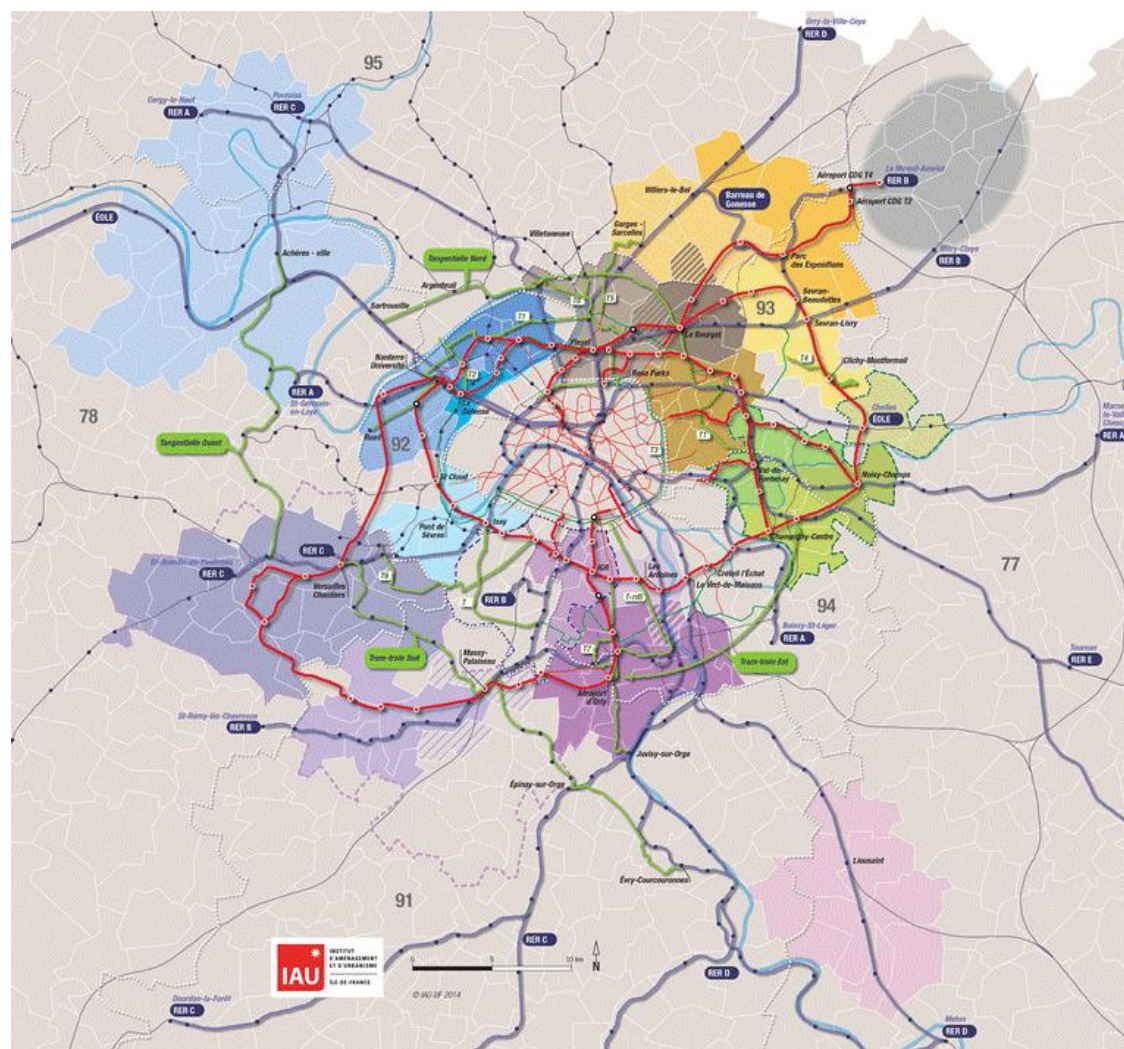 Orry-la-Ville-Coye
RER D
95
Cergy-le-Haut
RER A
Pontoise
RER C
Villiers-le-Bel
Barreau de
Gonesse
Aéroport CDG T4
RER B
Aéroport CDG T2
ÉOLE
Villetaneuse
Garges -
Sarcelles
Achères - ville
Tangentielle Nord
Parc
des Expositions
Mitry-Claye
RER B
Argenteuil
Sartrouville
T8
T5
Sevran-
Beaudottes
93
T1
Sevran-Livry
Le Bourget
Pleyel
Nanterre
Université
T2
Rosa Parks
T4
Clichy-Montfermeil
RER A
St-Germain-
en-Laye
La
Défense
Chelles
ÉOLE
78
Rueil
92
T1
RER A
Tangentielle Ouest
T3
St Cloud
Val-de-
Fontenay
Noisy-Champs
Pont de
Sèvres
Issy
Champigny-Centre
RER C
St-Quentin-en-Yvelines
RER C
Versailles
Chantiers
T6
IGR
Les
Ardoines
Créteil l'Échat
Le Vert-de-Maisons
77
94
RER B
T
T7
Boissy-St-Léger
RER A
Tram-train Sud
Massy-
Palaiseau
Tram-train Est
Tournan
RER E
Aéroport
d'Orly
St-Rémy-lès-Chevreuse
RER B
Juvisy-sur-Orge
Épinay-sur-Orge
Lieusaint
Évry-Courcouronnes
91
RER C
IAU
INSTITUT
D'AMÉNAGEMENT
ET D'URBANISME
ÎLE-DE-FRANCE
0 5 10 km
N
© IAU îdF 2014
RER D
Dourdan-la-Forêt
RER C
Melun
RER D